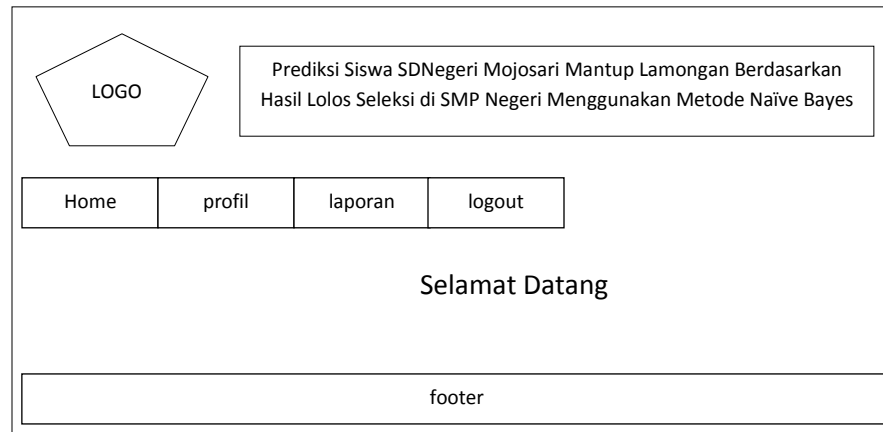 LOGO
Prediksi Siswa SDNegeri Mojosari Mantup Lamongan Berdasarkan
Hasil Lolos Seleksi di SMP Negeri Menggunakan Metode Naïve Bayes
Home profil laporan logout
Selamat Datang
footer